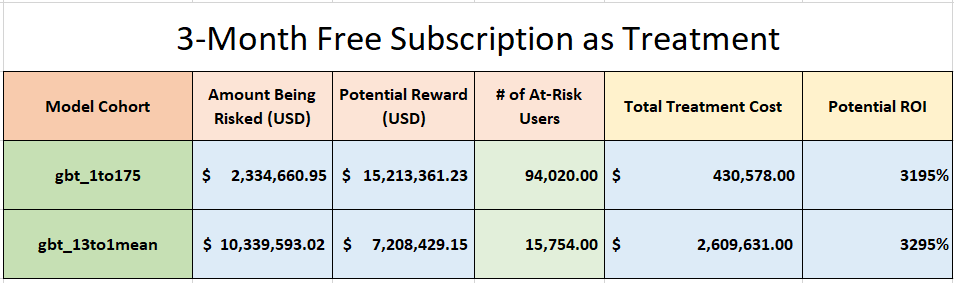 3-Month Free Subscription as Treatment
Model Cohort | Amount Being Risked (USD) | Potential Reward (USD) | # of At-Risk Users | Total Treatment Cost | Potential ROI
gbt_1to175 | $ 2,334,660.95 | $ 15,213,361.23 | 94,020.00 | $ 430,578.00 | 3195%
gbt_13to1mean | $ 10,339,593.02 | $ 7,208,429.15 | 15,754.00 | $ 2,609,631.00 | 3295%